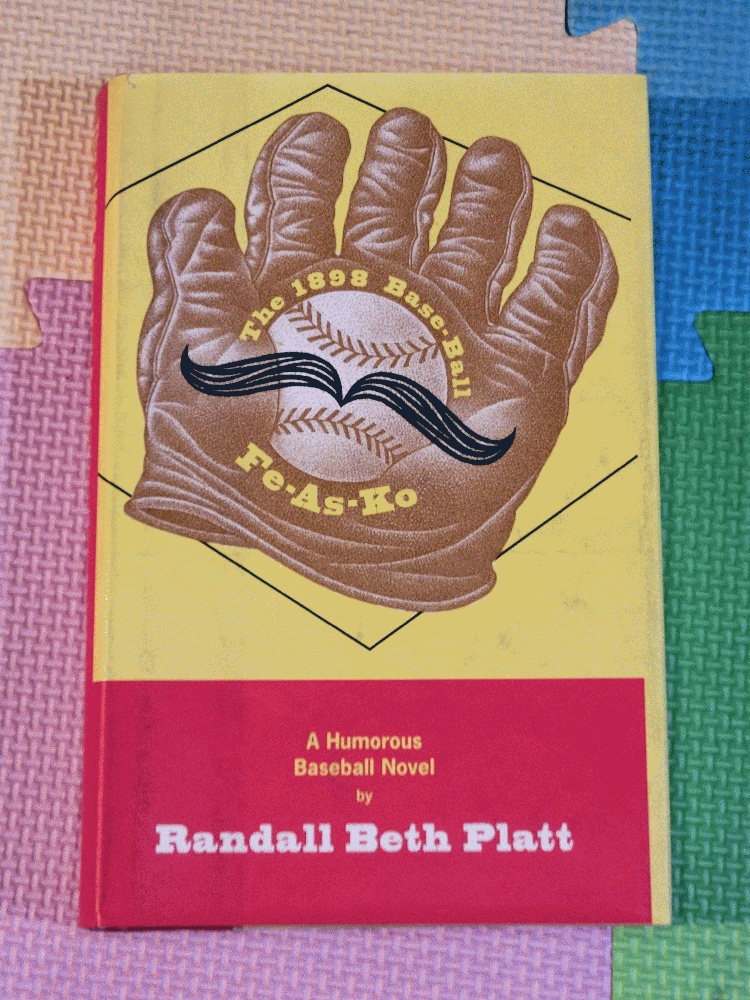 The 1898 Base-Ball
Fe-As-Ko
A Humorous
Baseball Novel
by
Randall Beth Platt